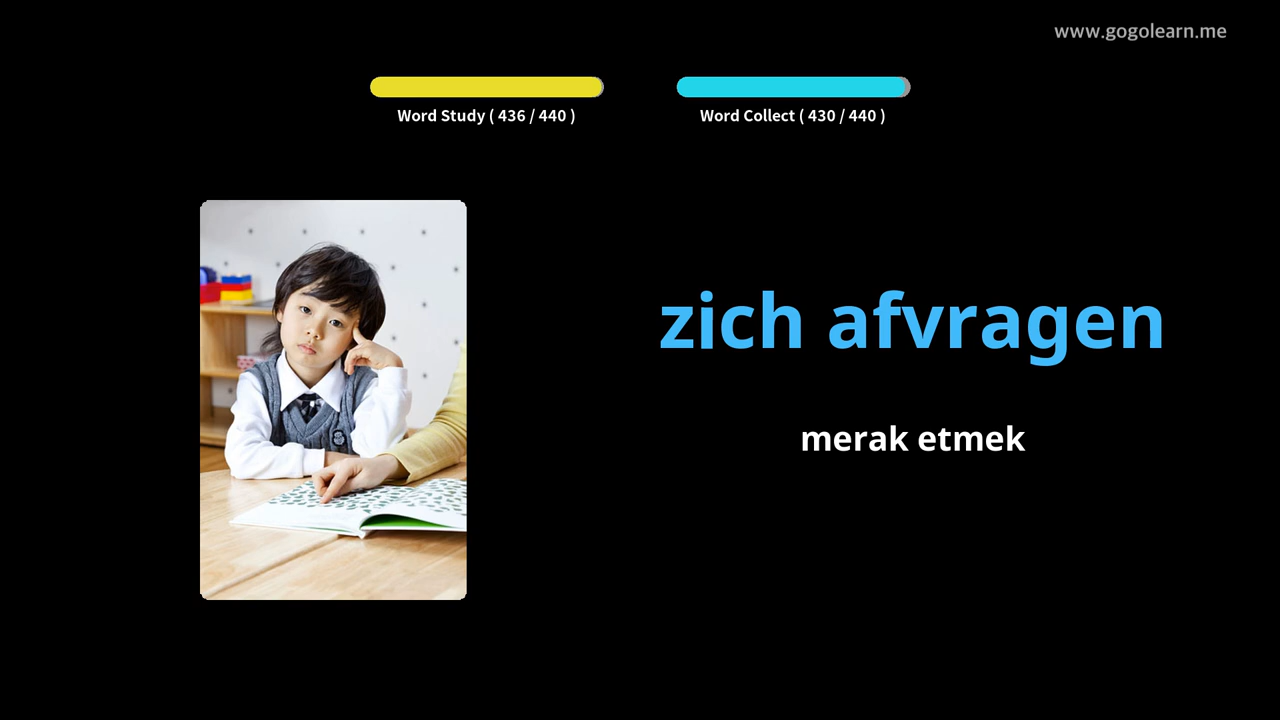 www.gogolearn.me
Word Study ( 436 / 440 )
Word Collect ( 430 / 440 )
zich afvragen
merak etmek